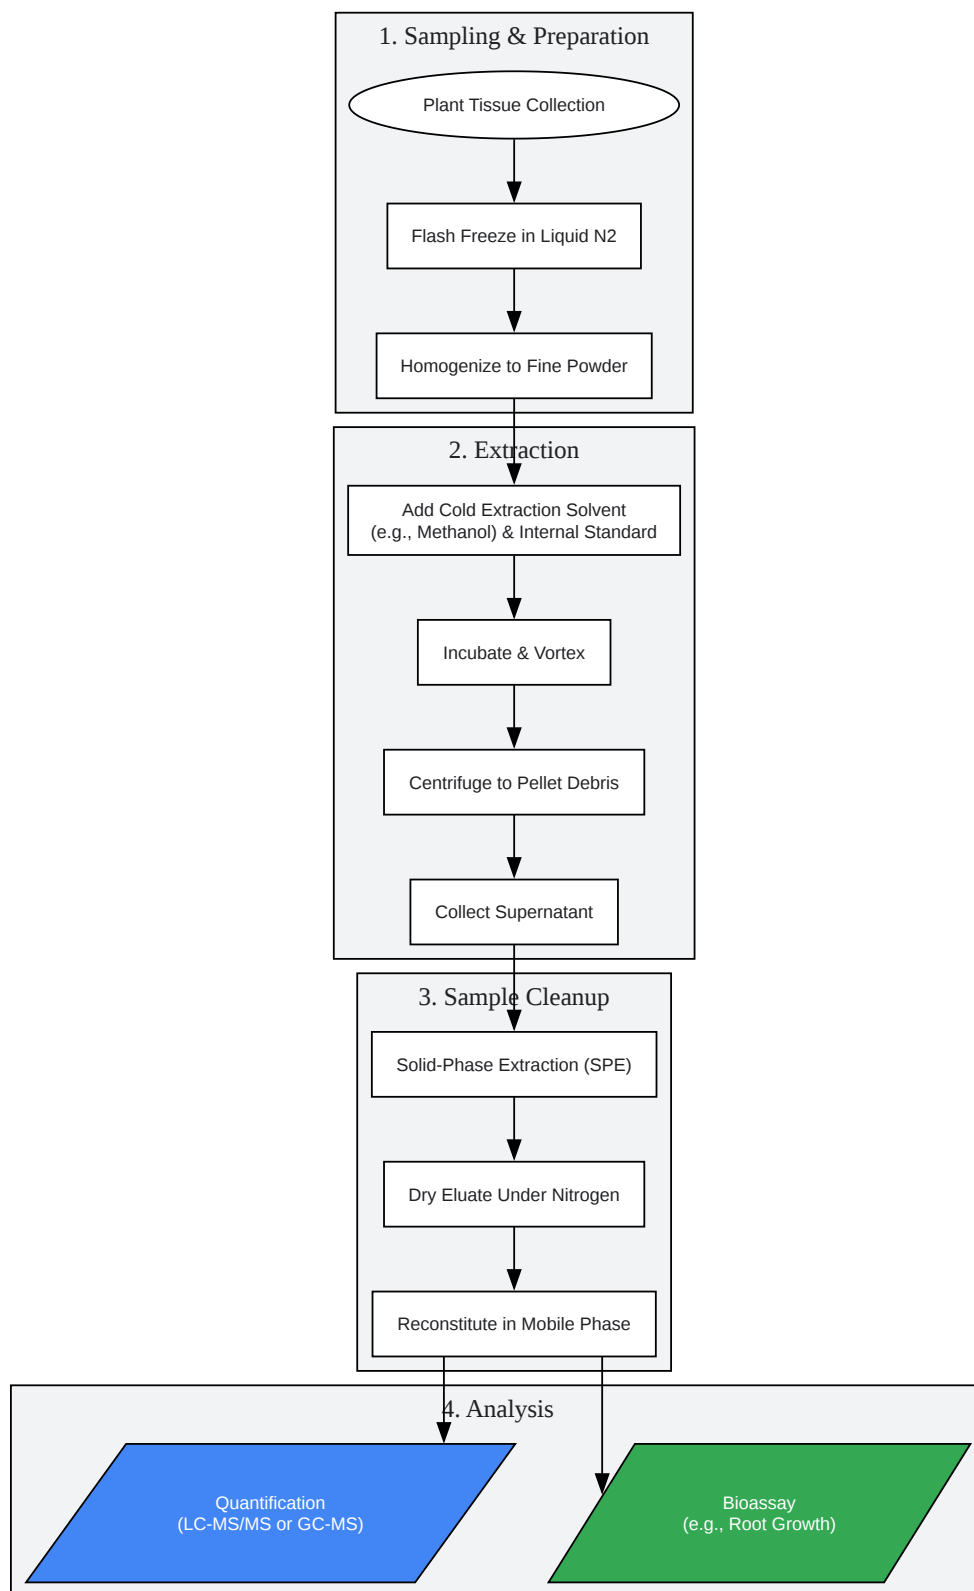 1. Sampling & Preparation
Plant Tissue Collection
Flash Freeze in Liquid N2
Homogenize to Fine Powder
2. Extraction
Add Cold Extraction Solvent
(e.g., Methanol) & Internal Standard
Incubate & Vortex
Centrifuge to Pellet Debris
Collect Supernatant
3. Sample Cleanup
Solid-Phase Extraction (SPE)
Dry Eluate Under Nitrogen
Reconstitute in Mobile Phase
4. Analysis
Quantification
(LC-MS/MS or GC-MS)
Bioassay
(e.g., Root Growth)